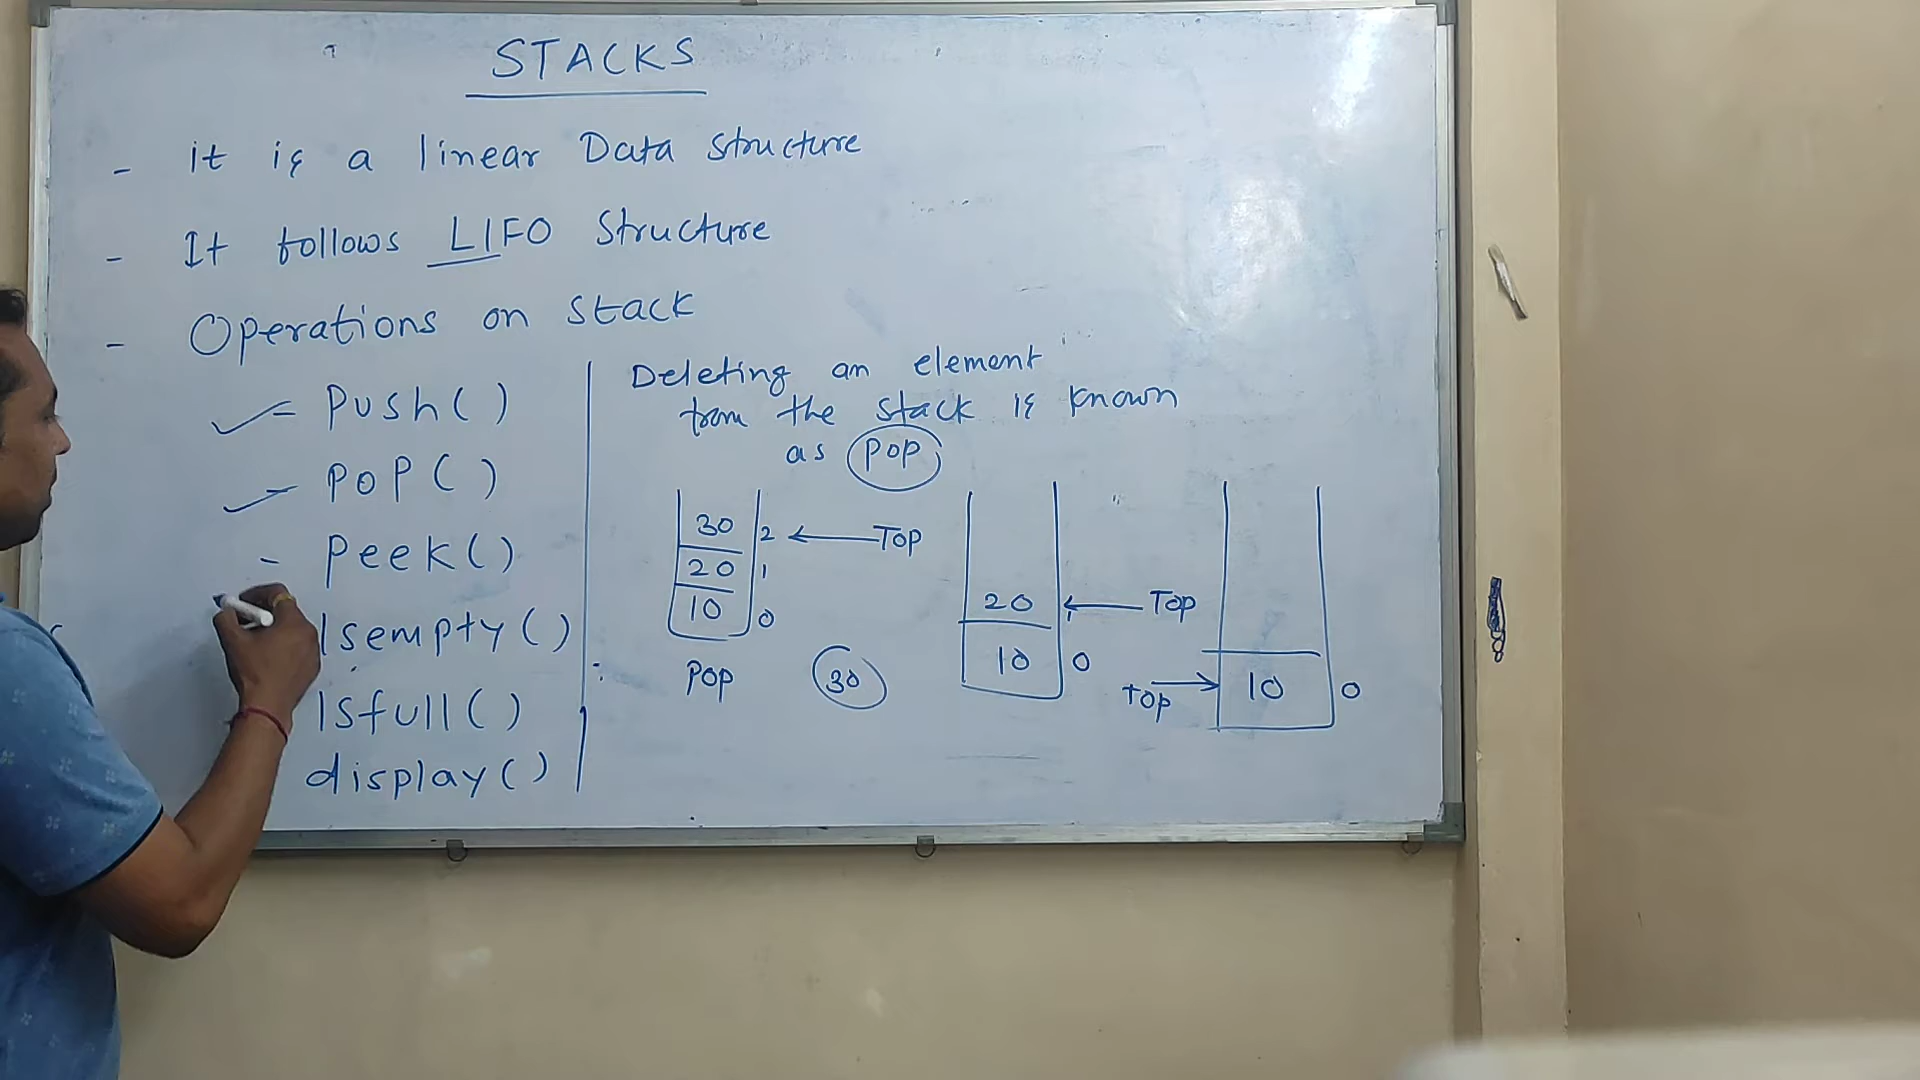 STACKS
- it is a linear Data Structure
- It follows LIFO Structure
- Operations on stack
- Push()
- POP()
- Peek()
Isempty()
Isfull()
display()
Deleting an element
from the stack is known
as POP
30 2 ← Top
20 1
10 0
POP 30
20 1 ← Top
10 0
Top → 10 0